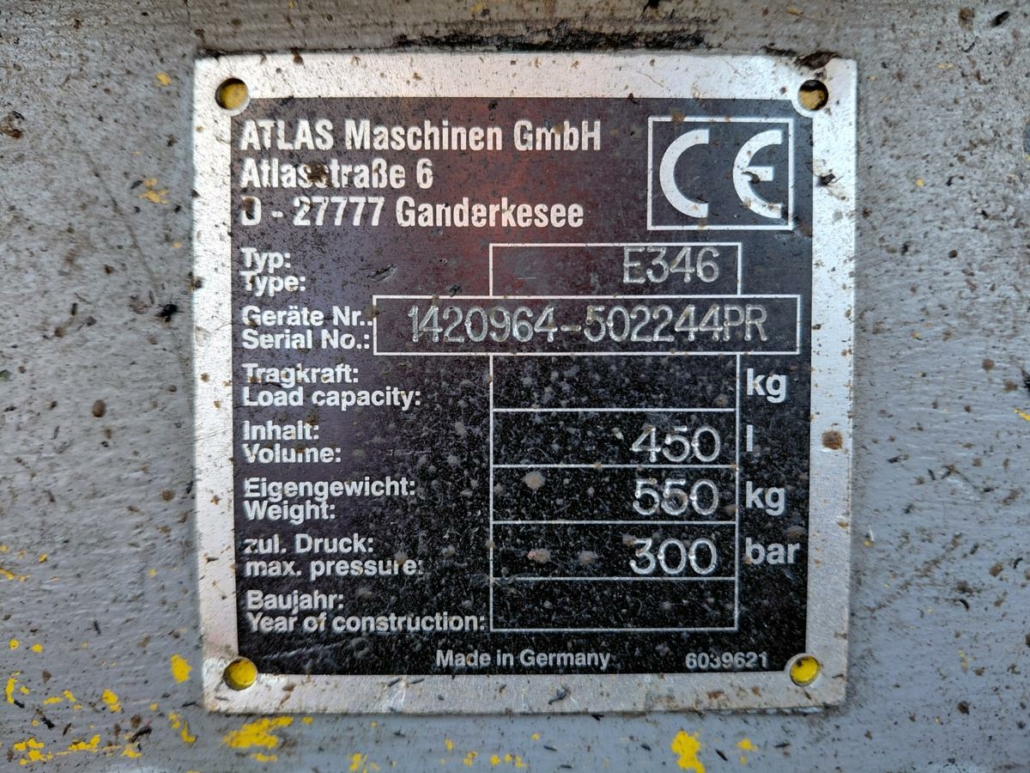 ATLAS Maschinen GmbH
Atlasstraße 6
D - 27777 Ganderkesee
CE
Typ:
Type:
E346
Geräte Nr.:
Serial No.:
1420964-502244PR
Tragkraft:
Load capacity:
kg
Inhalt:
Volume:
450 l
Eigengewicht:
Weight:
550 kg
zul. Druck:
max. pressure:
300 bar
Baujahr:
Year of construction:
Made in Germany 6039621